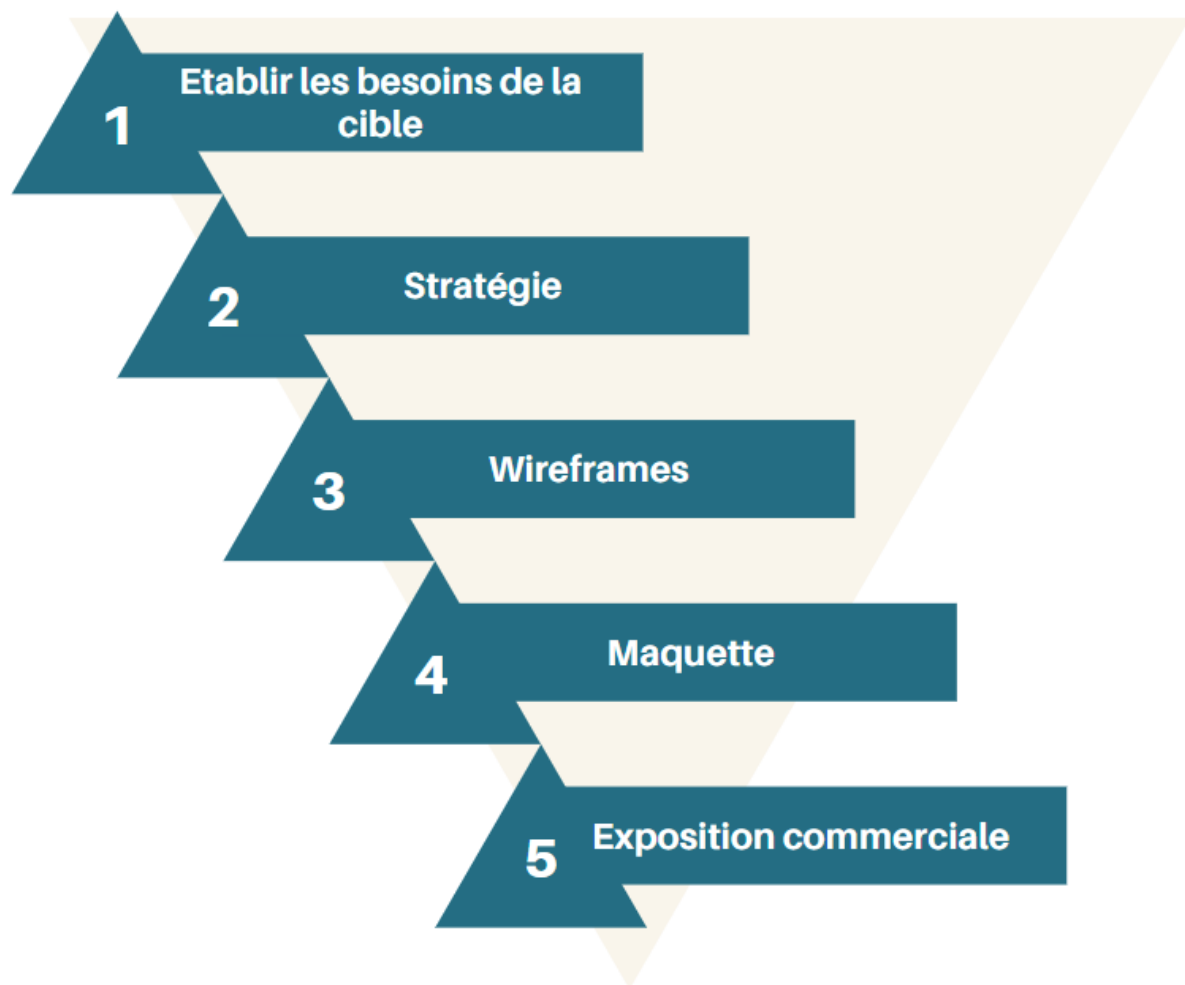 Etablir les besoins de la
cible
1
Stratégie
2
Wireframes
3
Maquette
4
Exposition commerciale
5